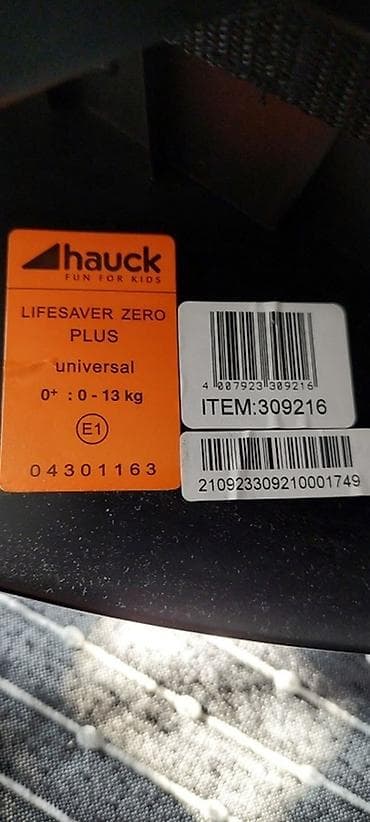 hauck
FUN FOR KIDS
LIFESAVER ZERO
PLUS
universal
0⁺ : 0 - 13 kg
E1
04301163
4 007923 309216
ITEM:309216
210923309210001749